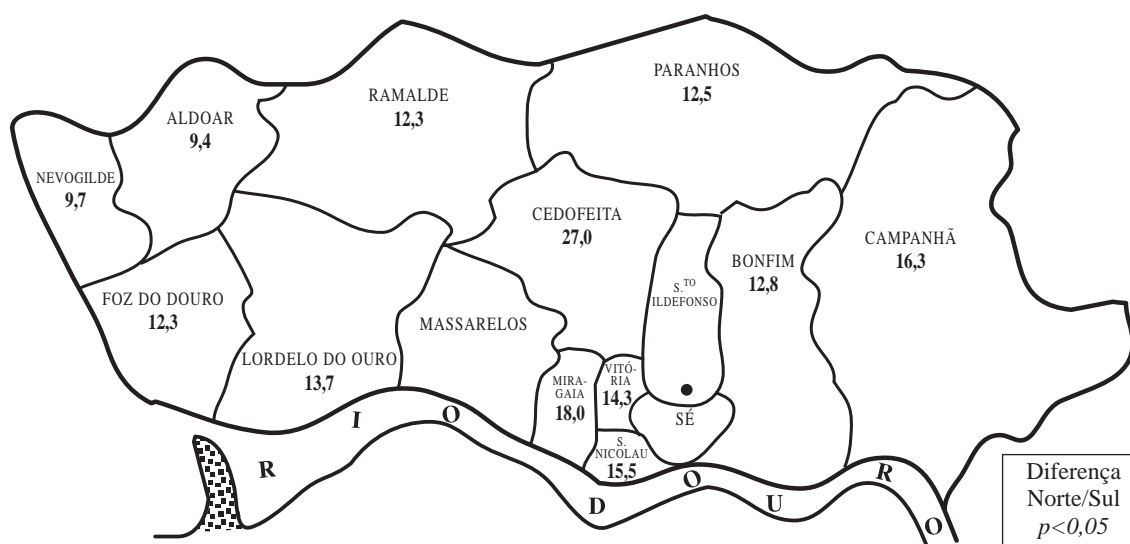 PARANHOS
12,5
RAMALDE
12,3
ALDOAR
9,4
NEVOGILDE
9,7
CEDOFEITA
27,0
CAMPANHÃ
16,3
BONFIM
12,8
S.TO
ILDEFONSO
FOZ DO DOURO
12,3
MASSARELOS
LORDELO DO OURO
13,7
MIRA-
GAIA
18,0
VITÓ-
RIA
14,3
SÉ
S.
NICOLAU
15,5
RIO DOURO
Diferença
Norte/Sul
p<0,05